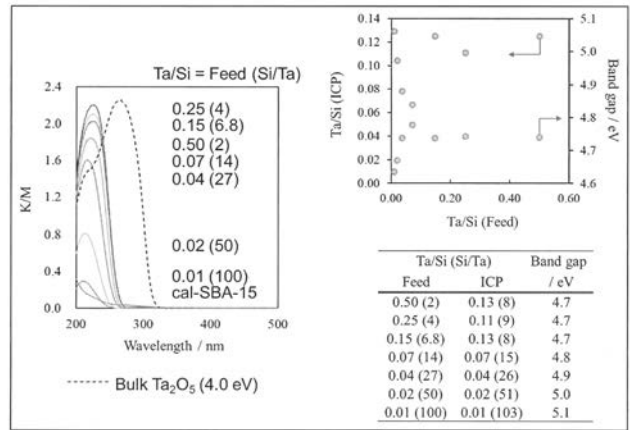 Ta/Si = Feed (Si/Ta)
0.25 (4)
0.15 (6.8)
0.50 (2)
0.07 (14)
0.04 (27)
0.02 (50)
0.01 (100)
cal-SBA-15
K/M
2.4
1.8
1.2
0.6
0.0
200 300 400 500
Wavelength / nm
Bulk Ta₂O₅ (4.0 eV)
Ta/Si (ICP)
0.14
0.12
0.10
0.08
0.06
0.04
0.02
0.00
5.1
5.0
4.9
4.8
4.7
4.6
Band gap / eV
0.00 0.20 0.40 0.60
Ta/Si (Feed)
Ta/Si (Si/Ta) Band gap
Feed ICP / eV
0.50 (2) 0.13 (8) 4.7
0.25 (4) 0.11 (9) 4.7
0.15 (6.8) 0.13 (8) 4.7
0.07 (14) 0.07 (15) 4.8
0.04 (27) 0.04 (26) 4.9
0.02 (50) 0.02 (51) 5.0
0.01 (100) 0.01 (103) 5.1